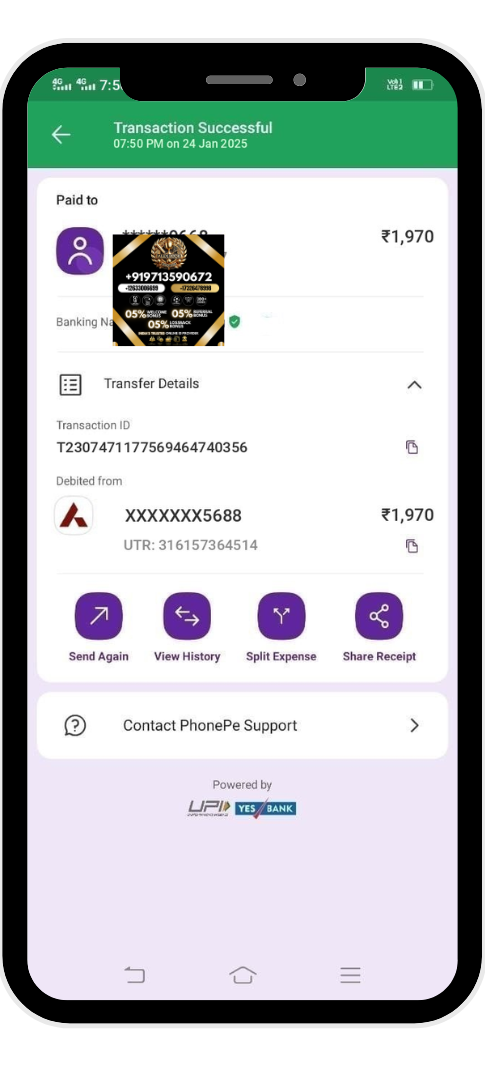 4G 4G 7:5
Transaction Successful
07:50 PM on 24 Jan 2025
Paid to
₹1,970
+919713590672
05% WELCOME BONUS 05% REFERRAL BONUS
05% LOSSBACK BONUS
Banking Na
Transfer Details
Transaction ID
T2307471177569464740356
Debited from
XXXXXXX5688
₹1,970
UTR: 316157364514
Send Again
View History
Split Expense
Share Receipt
Contact PhonePe Support
Powered by
UPI YES BANK